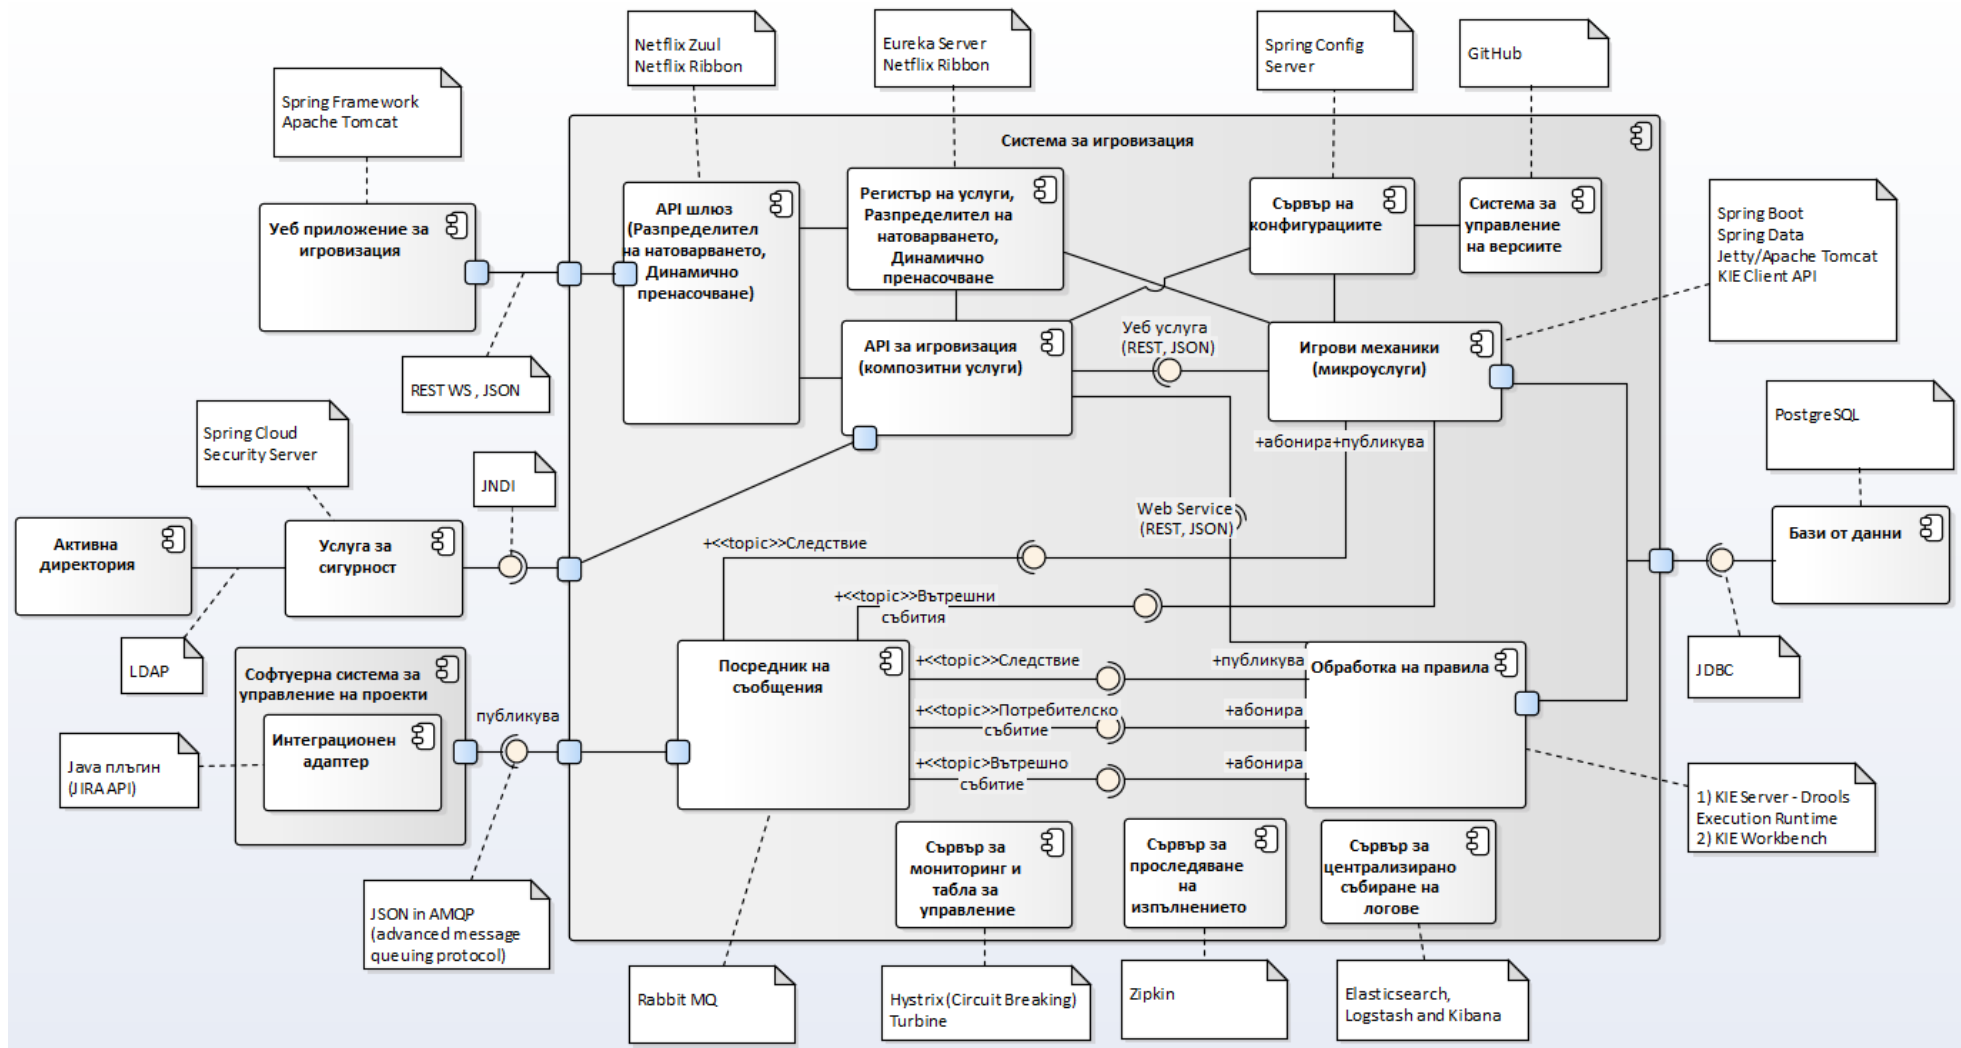 Netflix Zuul
Netflix Ribbon
Eureka Server
Netflix Ribbon
Spring Config
Server
GitHub
Spring Framework
Apache Tomcat
Система за игровизация
Уеб приложение за
игровизация
API шлюз
(Разпределител
на натоварването,
Динамично
пренасочване)
Регистър на услуги,
Разпределител на
натоварването,
Динамично
пренасочване
Сървър на
конфигурациите
Система за
управление
на версиите
Spring Boot
Spring Data
Jetty/Apache Tomcat
KIE Client API
REST WS , JSON
API за игровизация
(композитни услуги)
Уеб услуга
(REST, JSON)
Игрови механики
(микроуслуги)
+абонира
+публикува
PostgreSQL
Spring Cloud
Security Server
JNDI
Активна
директория
Услуга за
сигурност
LDAP
Web Service
(REST, JSON)
+<<topic>>Следствие
+<<topic>>Вътрешни
събития
Бази от данни
JDBC
Софтуерна система за
управление на проекти
Интеграционен
адаптер
Java плъгин
(JIRA API)
публикува
JSON in AMQP
(advanced message
queuing protocol)
Посредник на
съобщения
+<<topic>>Следствие
+публикува
+<<topic>>Потребителско
събитие
+абонира
+<<topic>Вътрешно
събитие
+абонира
Обработка на правила
1) KIE Server - Drools
Execution Runtime
2) KIE Workbench
Сървър за
мониторинг и
табла за
управление
Сървър за
проследяване
на
изпълнението
Сървър за
централизирано
събиране на
логове
Rabbit MQ
Hystrix (Circuit Breaking)
Turbine
Zipkin
Elasticsearch,
Logstash and Kibana